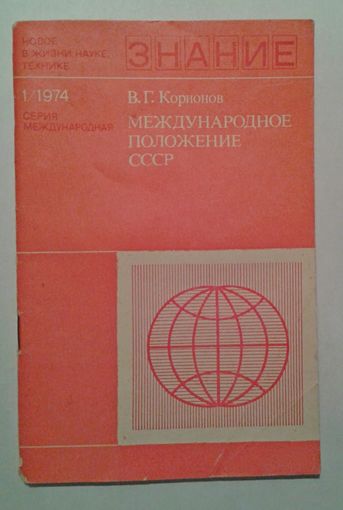 НОВОЕ
В ЖИЗНИ, НАУКЕ,
ТЕХНИКЕ
ЗНАНИЕ
1/1974
СЕРИЯ
МЕЖДУНАРОДНАЯ
В. Г. Корионов
МЕЖДУНАРОДНОЕ
ПОЛОЖЕНИЕ
СССР